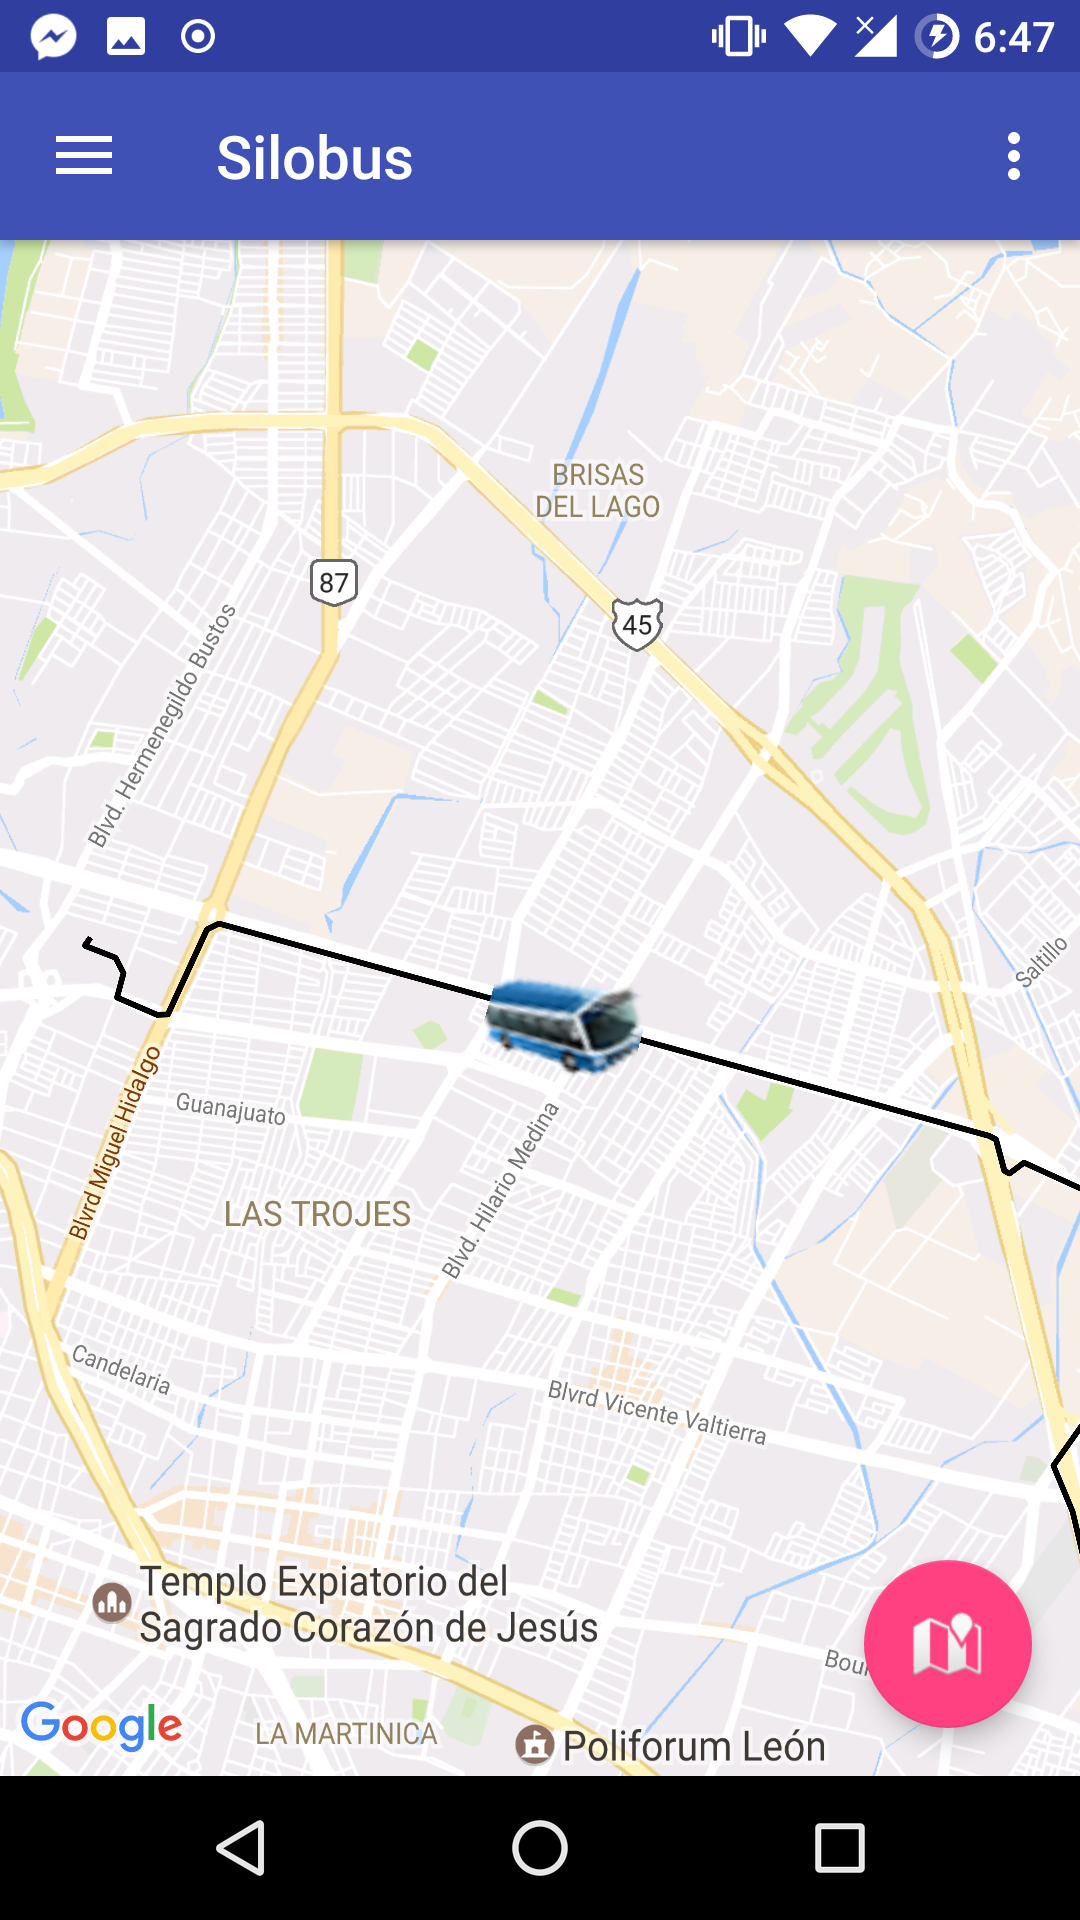 6:47
Silobus
BRISAS
DEL LAGO
87
45
Blvd. Hermenegildo Bustos
Saltillo
Blvrd Miguel Hidalgo
Guanajuato
Blvd. Hilario Medina
LAS TROJES
Candelaria
Blvrd Vicente Valtierra
Templo Expiatorio del
Sagrado Corazón de Jesús
Google
LA MARTINICA
Poliforum León